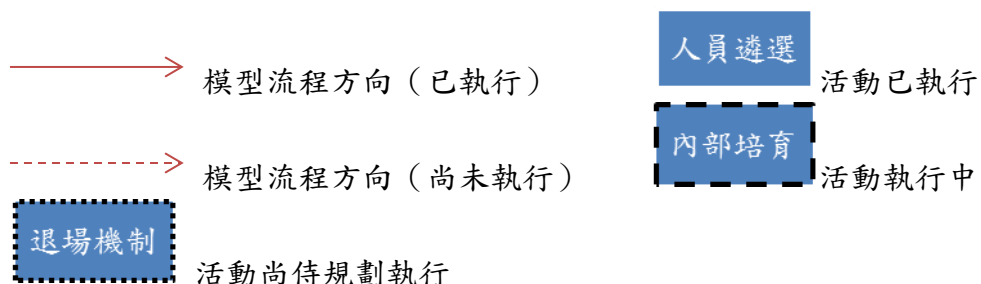 人員遴選
模型流程方向（已執行）
活動已執行
內部培育
模型流程方向（尚未執行）
活動執行中
退場機制
活動尚待規劃執行